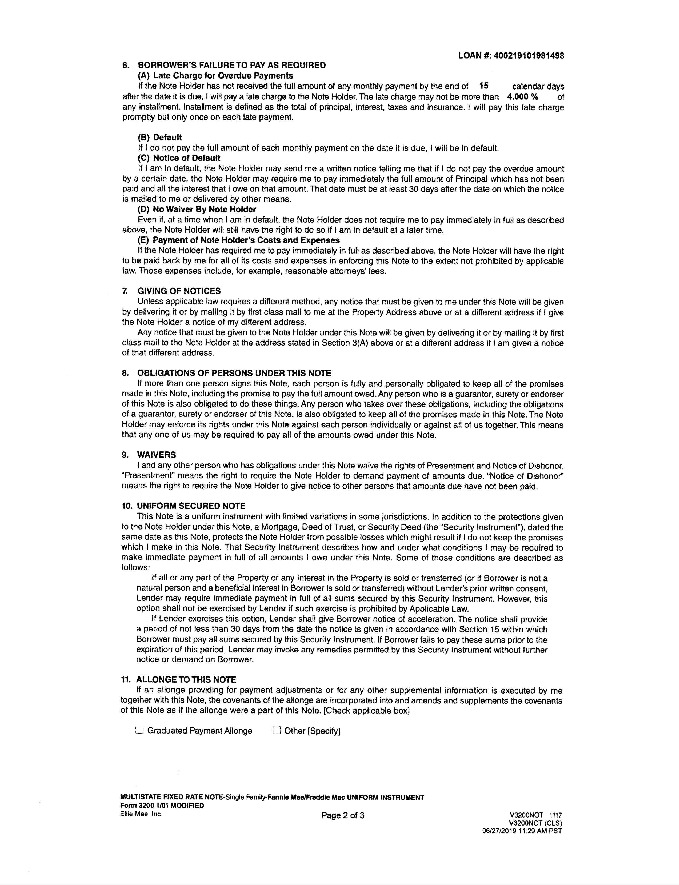 LOAN #: 400219101981498
6. BORROWER'S FAILURE TO PAY AS REQUIRED
(A) Late Charge for Overdue Payments
If the Note Holder has not received the full amount of any monthly payment by the end of 15 calendar days
after the date it is due, I will pay a late charge to the Note Holder. The late charge may not be more than 4.000 % of
any installment. Installment is defined as the total of principal, interest, taxes and insurance. I will pay this late charge
promptly but only once on each late payment.
(B) Default
If I do not pay the full amount of each monthly payment on the date it is due, I will be in default.
(C) Notice of Default
If I am in default, the Note Holder may send me a written notice telling me that if I do not pay the overdue amount
by a certain date, the Note Holder may require me to pay immediately the full amount of Principal which has not been
paid and all the interest that I owe on that amount. That date must be at least 30 days after the date on which the notice
is mailed to me or delivered by other means.
(D) No Waiver By Note Holder
Even if, at a time when I am in default, the Note Holder does not require me to pay immediately in full as described
above, the Note Holder will still have the right to do so if I am in default at a later time.
(E) Payment of Note Holder's Costs and Expenses
If the Note Holder has required me to pay immediately in full as described above, the Note Holder will have the right
to be paid back by me for all of its costs and expenses in enforcing this Note to the extent not prohibited by applicable
law. Those expenses include, for example, reasonable attorneys' fees.
7. GIVING OF NOTICES
Unless applicable law requires a different method, any notice that must be given to me under this Note will be given
by delivering it or by mailing it by first class mail to me at the Property Address above or at a different address if I give
the Note Holder a notice of my different address.
Any notice that must be given to the Note Holder under this Note will be given by delivering it or by mailing it by first
class mail to the Note Holder at the address stated in Section 3(A) above or at a different address if I am given a notice
of that different address.
8. OBLIGATIONS OF PERSONS UNDER THIS NOTE
If more than one person signs this Note, each person is fully and personally obligated to keep all of the promises
made in this Note, including the promise to pay the full amount owed. Any person who is a guarantor, surety or endorser
of this Note is also obligated to do these things. Any person who takes over these obligations, including the obligations
of a guarantor, surety or endorser of this Note, is also obligated to keep all of the promises made in this Note. The Note
Holder may enforce its rights under this Note against each person individually or against all of us together. This means
that any one of us may be required to pay all of the amounts owed under this Note.
9. WAIVERS
I and any other person who has obligations under this Note waive the rights of Presentment and Notice of Dishonor.
"Presentment" means the right to require the Note Holder to demand payment of amounts due. "Notice of Dishonor"
means the right to require the Note Holder to give notice to other persons that amounts due have not been paid.
10. UNIFORM SECURED NOTE
This Note is a uniform instrument with limited variations in some jurisdictions. In addition to the protections given
to the Note Holder under this Note, a Mortgage, Deed of Trust, or Security Deed (the "Security Instrument"), dated the
same date as this Note, protects the Note Holder from possible losses which might result if I do not keep the promises
which I make in this Note. That Security Instrument describes how and under what conditions I may be required to
make immediate payment in full of all amounts I owe under this Note. Some of those conditions are described as
follows:
If all or any part of the Property or any interest in the Property is sold or transferred (or if Borrower is not a
natural person and a beneficial interest in Borrower is sold or transferred) without Lender's prior written consent,
Lender may require immediate payment in full of all sums secured by this Security Instrument. However, this
option shall not be exercised by Lender if such exercise is prohibited by Applicable Law.
If Lender exercises this option, Lender shall give Borrower notice of acceleration. The notice shall provide
a period of not less than 30 days from the date the notice is given in accordance with Section 15 within which
Borrower must pay all sums secured by this Security Instrument. If Borrower fails to pay these sums prior to the
expiration of this period, Lender may invoke any remedies permitted by this Security Instrument without further
notice or demand on Borrower.
11. ALLONGE TO THIS NOTE
If an allonge providing for payment adjustments or for any other supplemental information is executed by me
together with this Note, the covenants of the allonge are incorporated into and amends and supplements the covenants
of this Note as if the allonge were a part of this Note. [Check applicable box]
Graduated Payment Allonge Other [Specify]
MULTISTATE FIXED RATE NOTE-Single Family-Fannie Mae/Freddie Mac UNIFORM INSTRUMENT
Form 3200 1/01 MODIFIED
Ellie Mae, Inc.
Page 2 of 3
V3200NOT 1117
V3200NOT (CLS)
06/27/2019 11:29 AM PST